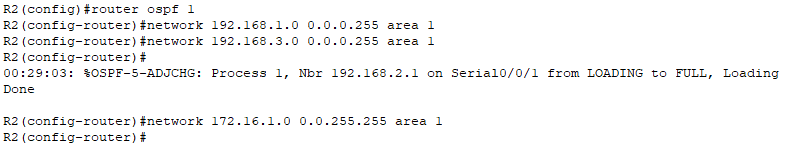 R2(config)#router ospf 1
R2(config-router)#network 192.168.1.0 0.0.0.255 area 1
R2(config-router)#network 192.168.3.0 0.0.0.255 area 1
R2(config-router)#
00:29:03: %OSPF-5-ADJCHG: Process 1, Nbr 192.168.2.1 on Serial0/0/1 from LOADING to FULL, Loading
Done
R2(config-router)#network 172.16.1.0 0.0.255.255 area 1
R2(config-router)#